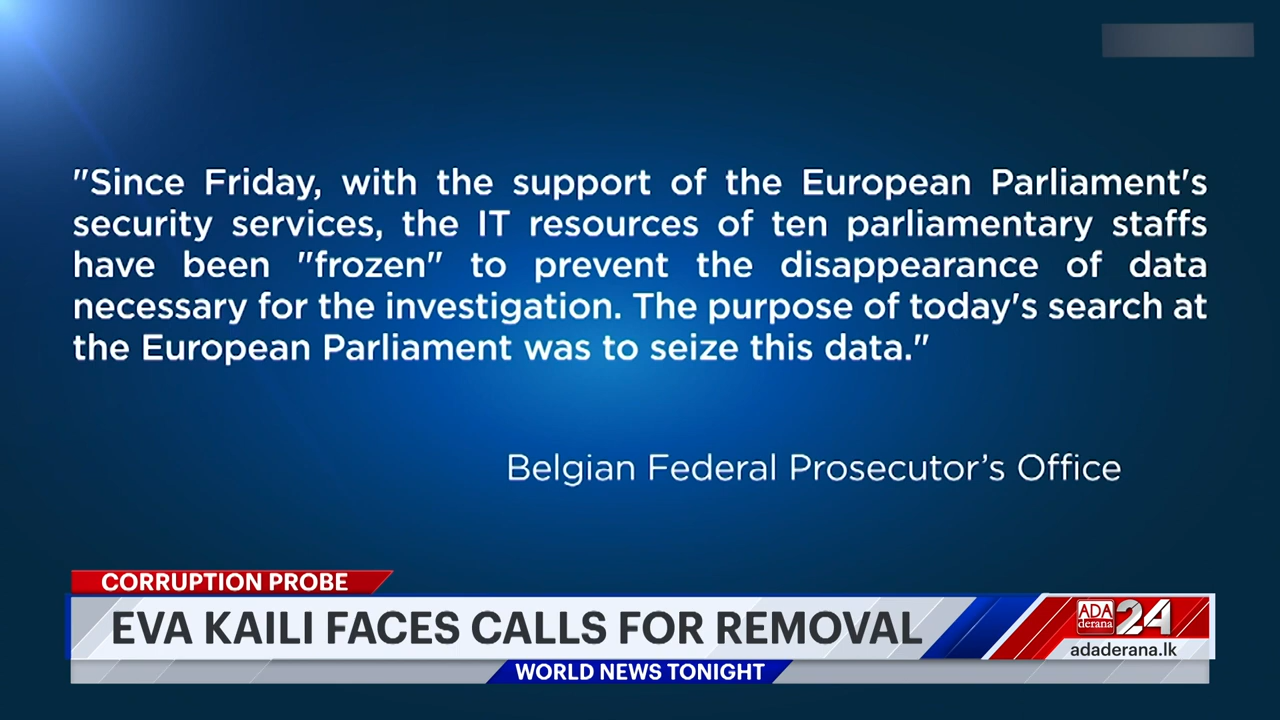 "Since Friday, with the support of the European Parliament's
security services, the IT resources of ten parliamentary staffs
have been "frozen" to prevent the disappearance of data
necessary for the investigation. The purpose of today's search at
the European Parliament was to seize this data."
Belgian Federal Prosecutor’s Office
CORRUPTION PROBE
EVA KAILI FACES CALLS FOR REMOVAL
ADA
derana
24
adaderana.lk
WORLD NEWS TONIGHT